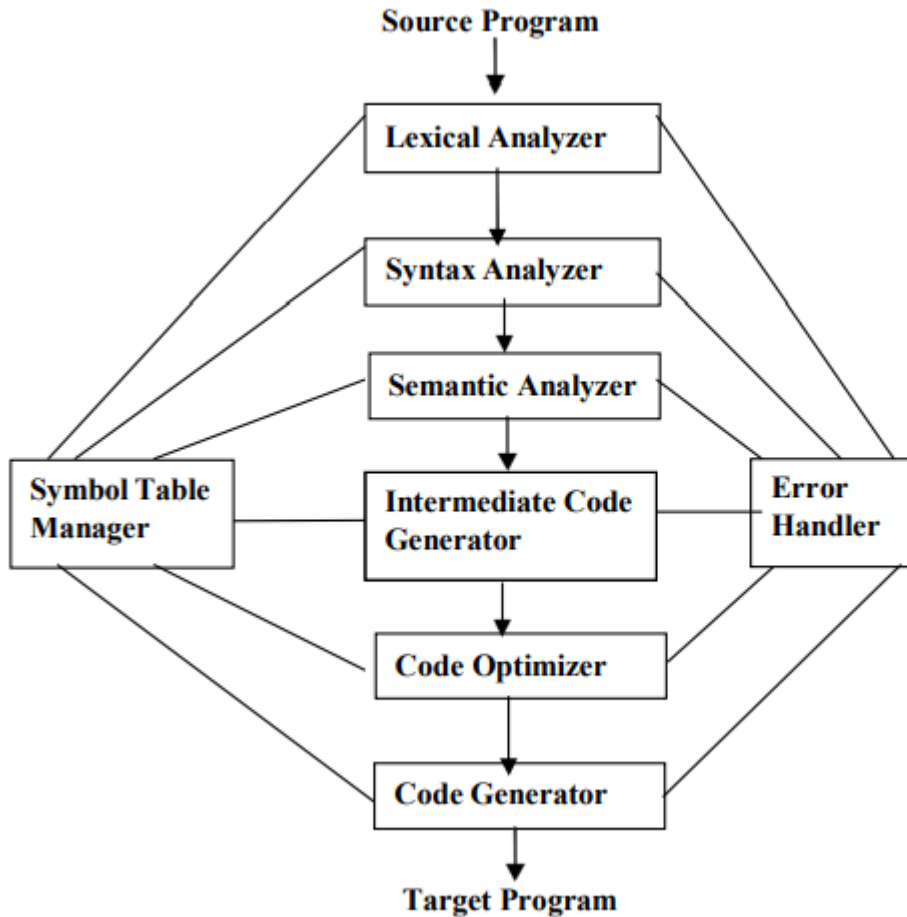 Source Program
Lexical Analyzer
Syntax Analyzer
Semantic Analyzer
Symbol Table
Manager
Intermediate Code
Generator
Error
Handler
Code Optimizer
Code Generator
Target Program